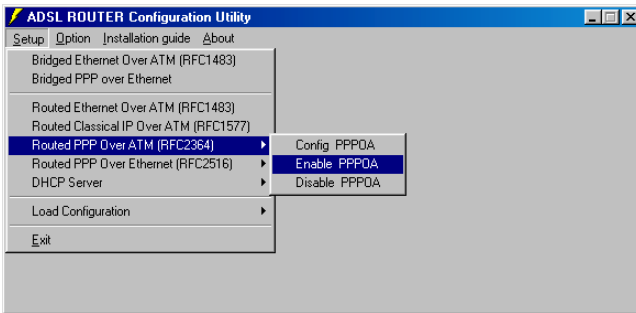 ADSL ROUTER Configuration Utility
Setup Option Installation guide About
Bridged Ethernet Over ATM (RFC1483)
Bridged PPP over Ethernet
Routed Ethernet Over ATM (RFC1483)
Routed Classical IP Over ATM (RFC1577)
Routed PPP Over ATM (RFC2364)
Config PPPOA
Routed PPP Over Ethernet (RFC2516)
Enable PPPOA
DHCP Server
Disable PPPOA
Load Configuration
Exit